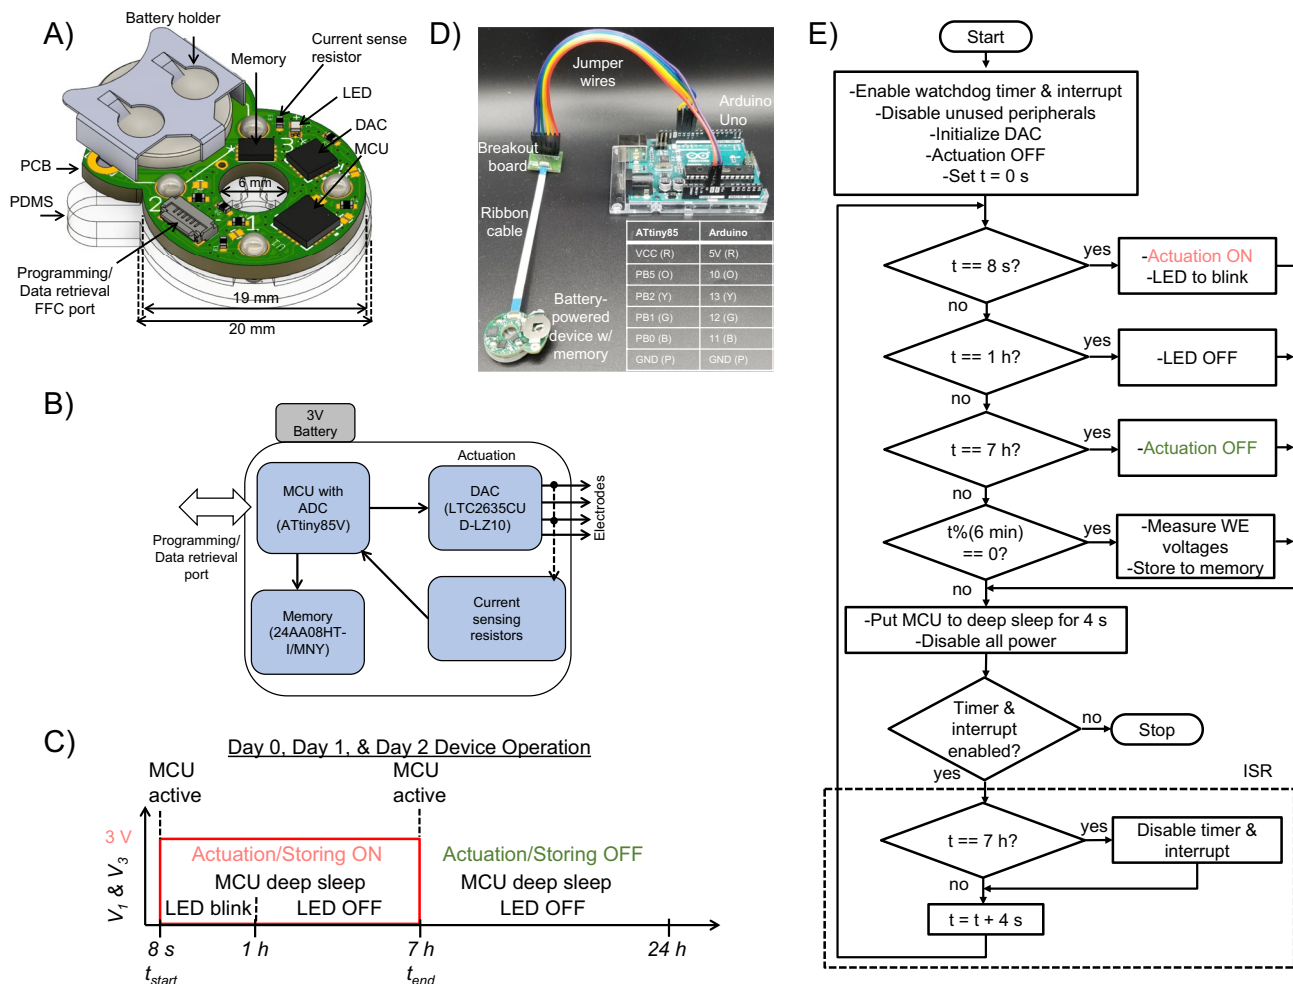 A)
Battery holder
Current sense
resistor
Memory
LED
DAC
MCU
PCB
6 mm
PDMS
*
3
2
1
U1
Programming/
Data retrieval
FFC port
19 mm
20 mm
B)
3V
Battery
Actuation
MCU with
ADC
(ATtiny85V)
DAC
(LTC2635CU
D-LZ10)
Electrodes
Programming/
Data retrieval
port
Memory
(24AA08HT-
I/MNY)
Current
sensing
resistors
C)
Day 0, Day 1, & Day 2 Device Operation
MCU
active
MCU
active
3 V
V1 & V3
Actuation/Storing ON
Actuation/Storing OFF
MCU deep sleep
MCU deep sleep
LED blink
LED OFF
LED OFF
8 s
1 h
7 h
24 h
tstart
tend
D)
Jumper
wires
Arduino
Uno
Breakout
board
Ribbon
cable
Battery-
powered
device w/
memory
ATtiny85 Arduino
VCC (R) 5V (R)
PB5 (O) 10 (O)
PB2 (Y) 13 (Y)
PB1 (G) 12 (G)
PB0 (B) 11 (B)
GND (P) GND (P)
E)
Start
-Enable watchdog timer & interrupt
-Disable unused peripherals
-Initialize DAC
-Actuation OFF
-Set t = 0 s
t == 8 s?
yes
-Actuation ON
-LED to blink
no
t == 1 h?
yes
-LED OFF
no
t == 7 h?
yes
-Actuation OFF
no
t%(6 min)
== 0?
yes
-Measure WE
voltages
-Store to memory
no
-Put MCU to deep sleep for 4 s
-Disable all power
Timer &
interrupt
enabled?
no
Stop
yes
ISR
t == 7 h?
yes
Disable timer &
interrupt
no
t = t + 4 s